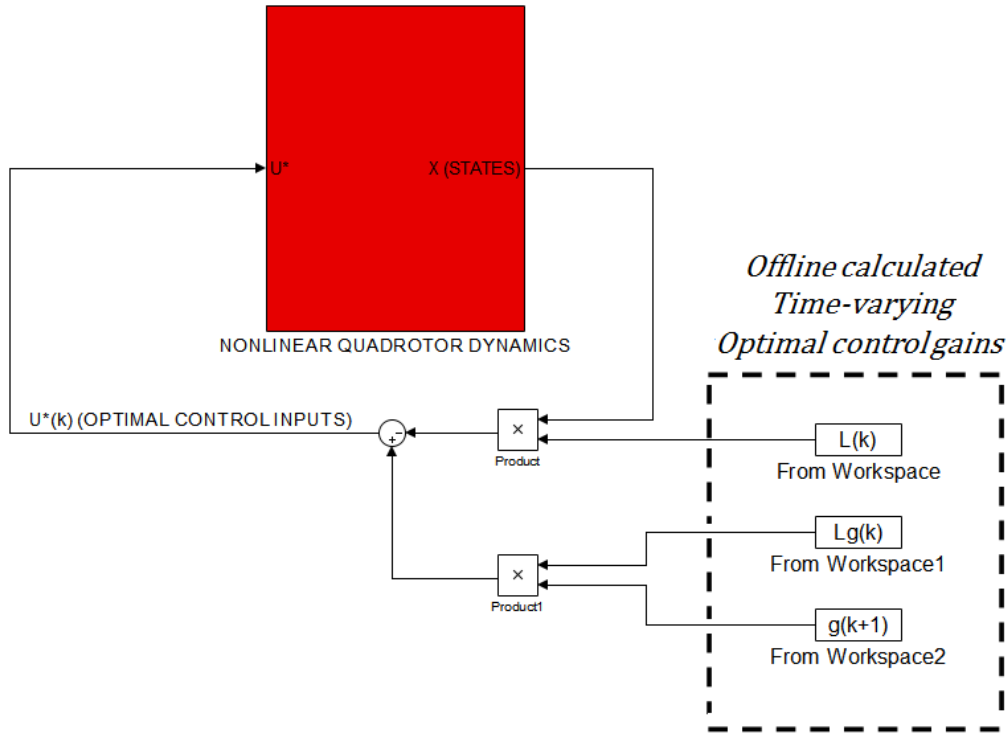 U*
X (STATES)
Offline calculated
Time-varying
Optimal control gains
NONLINEAR QUADROTOR DYNAMICS
U*(k) (OPTIMAL CONTROL INPUTS)
−
+
×
Product
L(k)
From Workspace
Lg(k)
From Workspace1
×
Product1
g(k+1)
From Workspace2